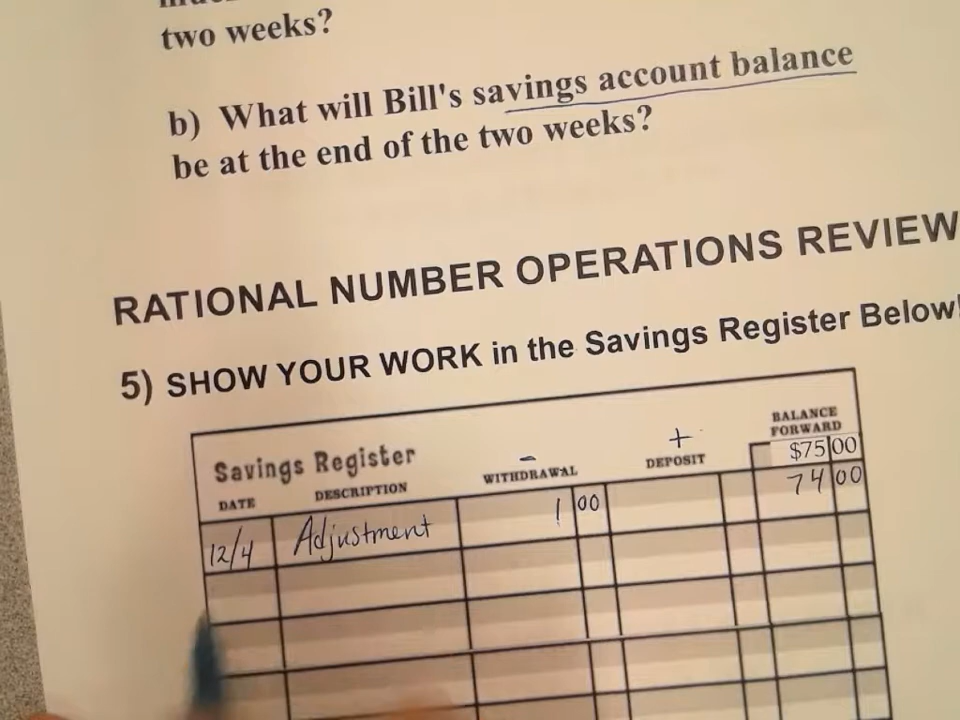 two weeks?
b) What will Bill's savings account balance
be at the end of the two weeks?
RATIONAL NUMBER OPERATIONS REVIEW
5) SHOW YOUR WORK in the Savings Register Below!
Savings Register
DATE DESCRIPTION - WITHDRAWAL + DEPOSIT BALANCE FORWARD
$75 00
12/4 Adjustment 1 00 74 00